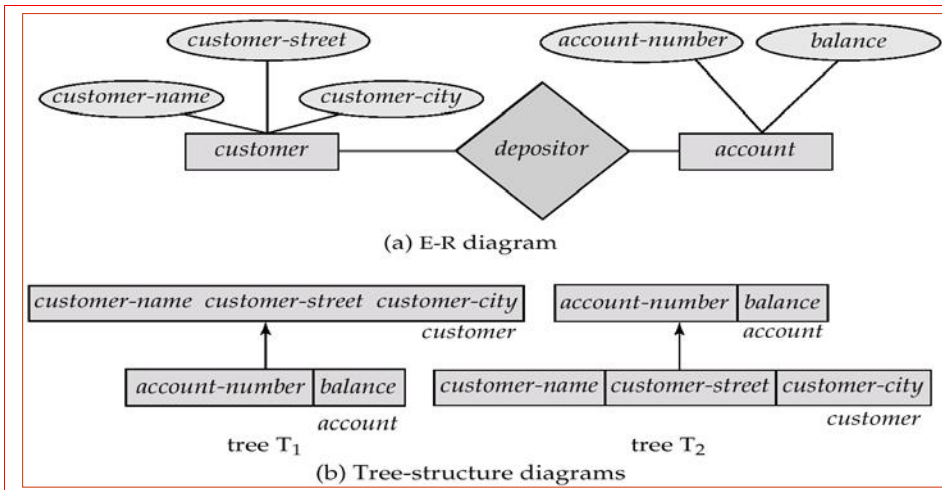 customer-street
account-number
balance
customer-name
customer-city
customer
depositor
account
(a) E-R diagram
customer-name customer-street customer-city
customer
account-number balance
account
tree T1
account-number balance
account
customer-name customer-street customer-city
customer
tree T2
(b) Tree-structure diagrams